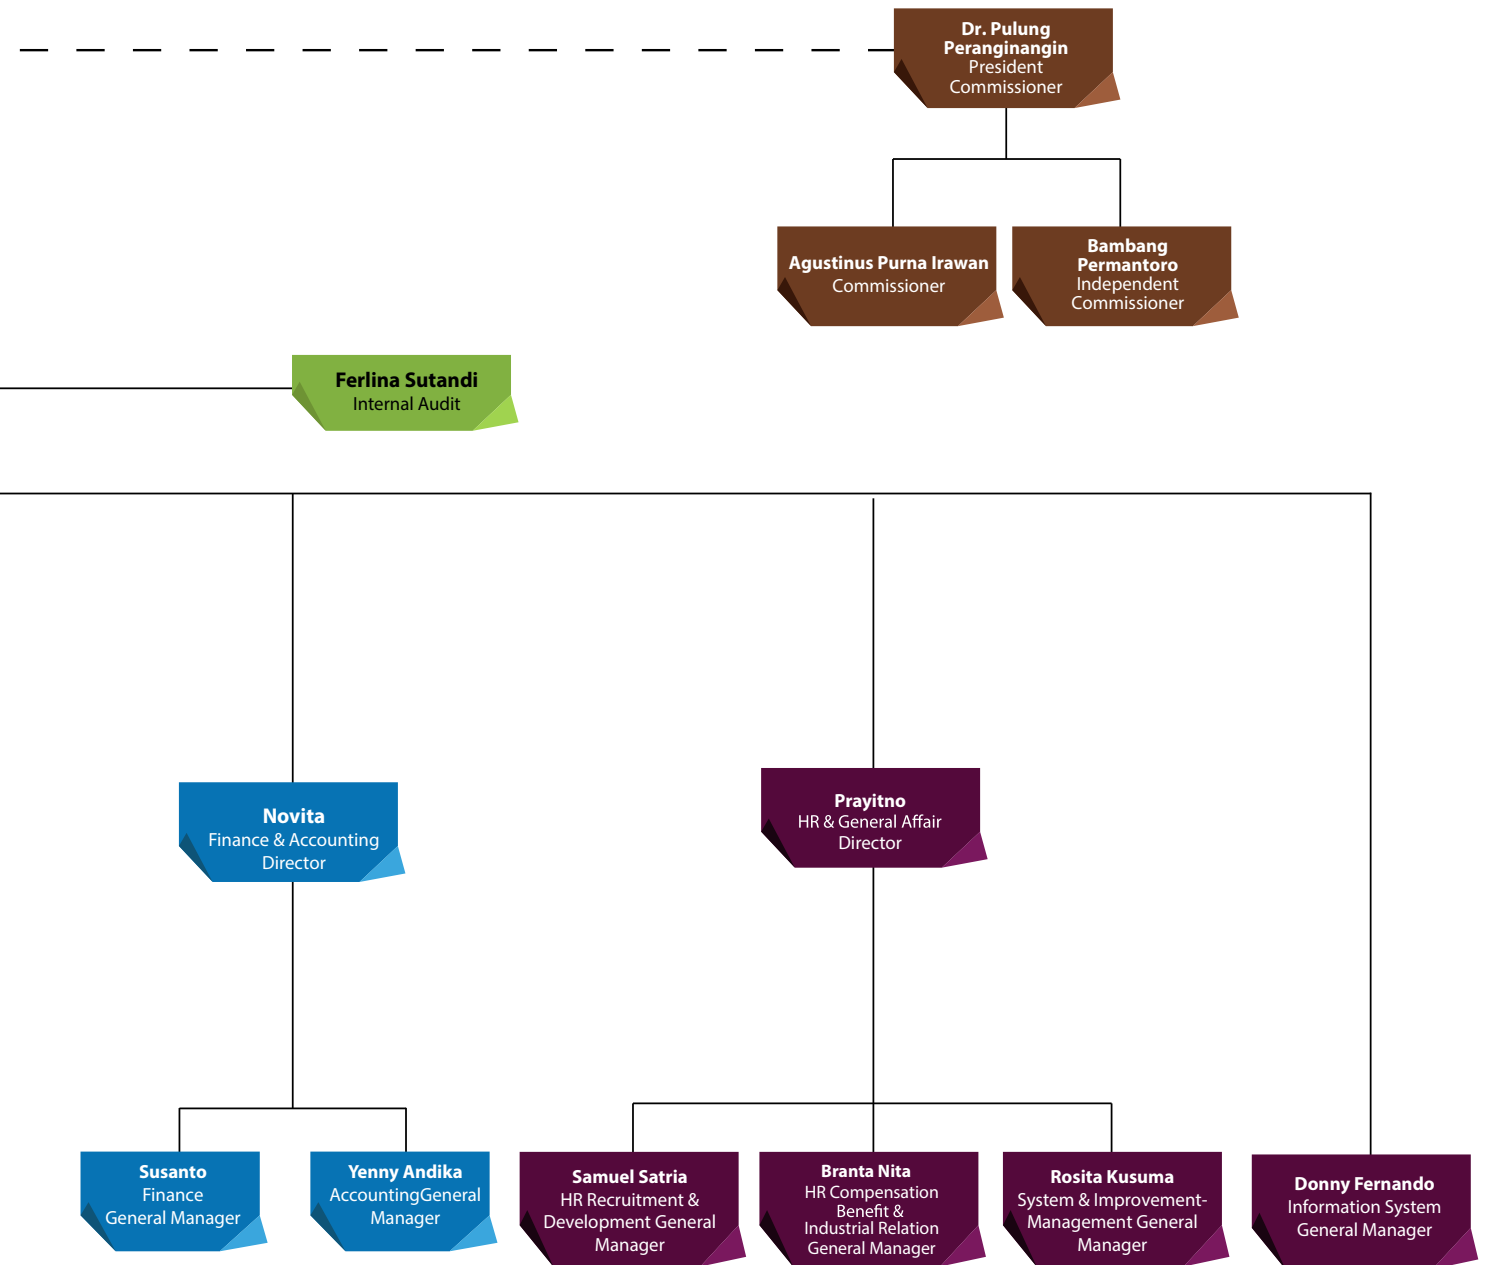 Dr. Pulung
Peranginangin
President
Commissioner
Agustinus Purna Irawan
Commissioner
Bambang
Permantoro
Independent
Commissioner
Ferlina Sutandi
Internal Audit
Novita
Finance & Accounting
Director
Prayitno
HR & General Affair
Director
Susanto
Finance
General Manager
Yenny Andika
AccountingGeneral
Manager
Samuel Satria
HR Recruitment &
Development General
Manager
Branta Nita
HR Compensation
Benefit &
Industrial Relation
General Manager
Rosita Kusuma
System & Improvement-
Management General
Manager
Donny Fernando
Information System
General Manager